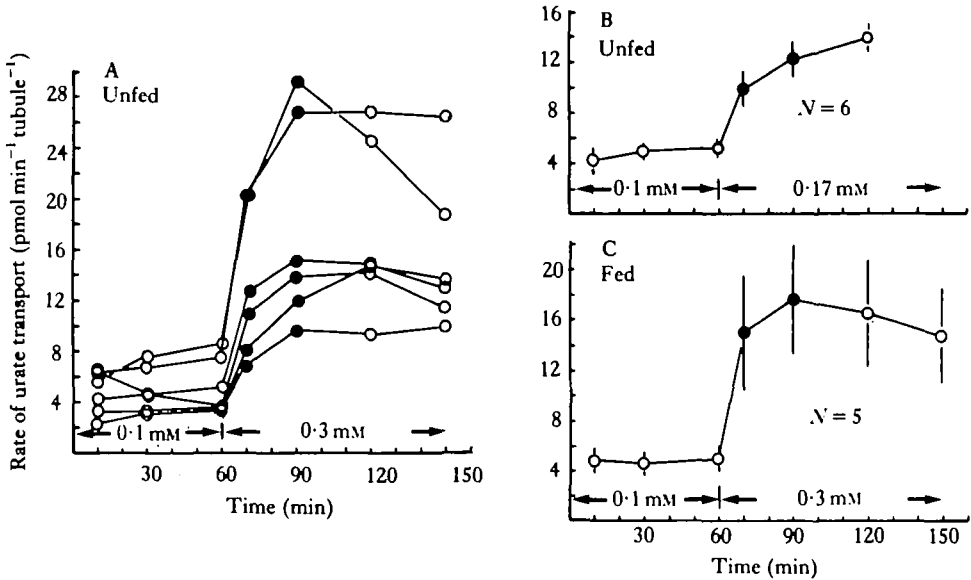 A
Unfed
Rate of urate transport (pmol min⁻¹ tubule⁻¹)
28
24
20
16
12
8
4
0·1 mM
0·3 mM
30
60
90
120
150
Time (min)
B
Unfed
16
12
8
4
N = 6
0·1 mM
0·17 mM
C
Fed
20
16
12
8
4
N = 5
0·1 mM
0·3 mM
30
60
90
120
150
Time (min)